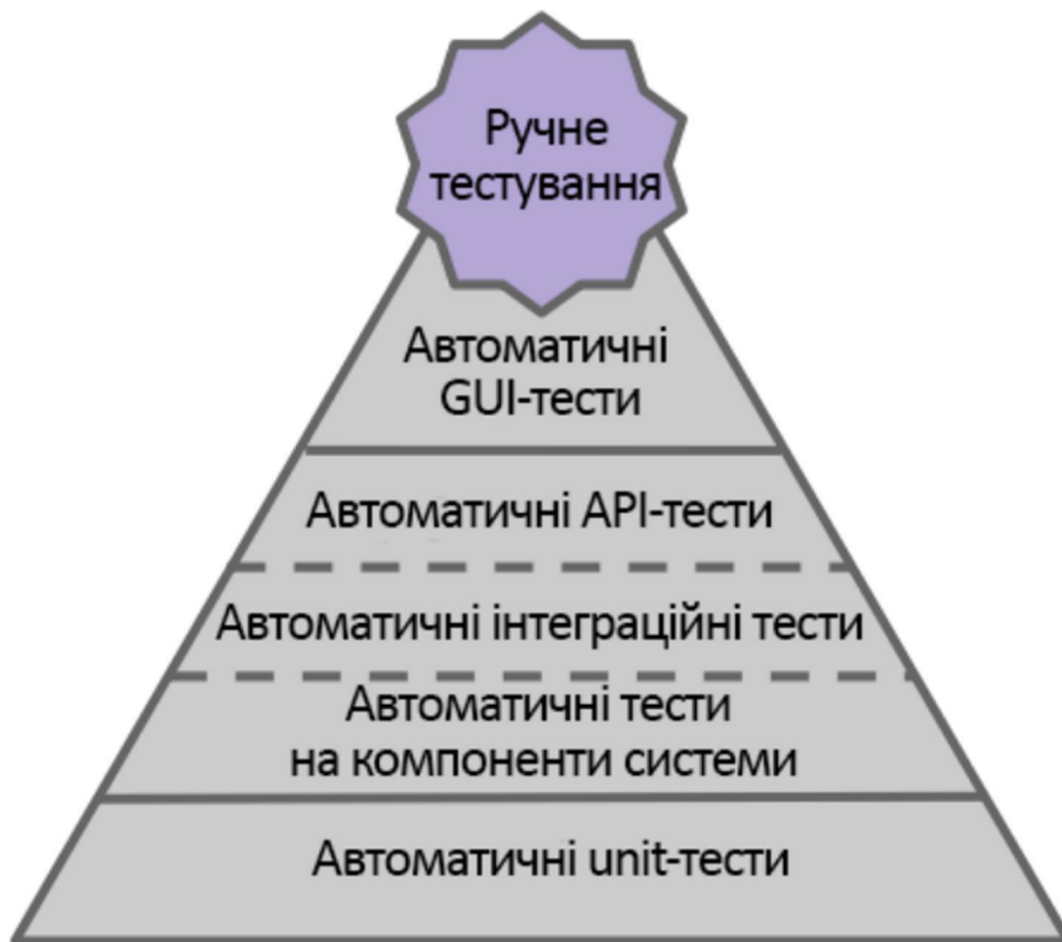 Ручне
тестування
Автоматичні
GUI-тести
Автоматичні API-тести
Автоматичні інтеграційні тести
Автоматичні тести
на компоненти системи
Автоматичні unit-тести